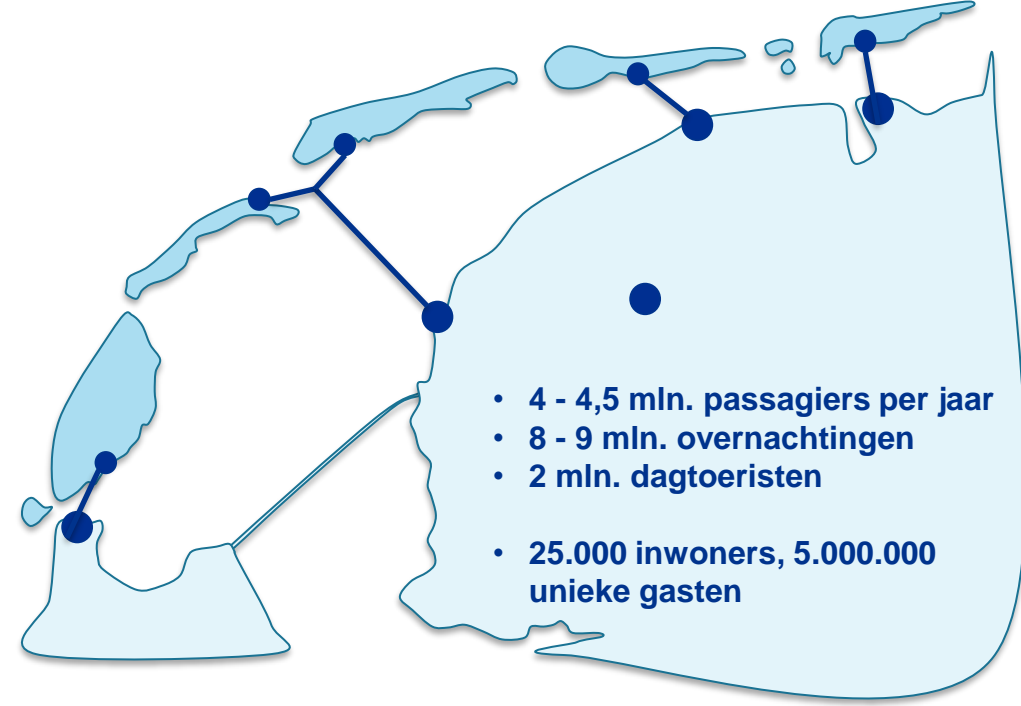 • 4 - 4,5 mln. passagiers per jaar
• 8 - 9 mln. overnachtingen
• 2 mln. dagtoeristen
• 25.000 inwoners, 5.000.000
unieke gasten